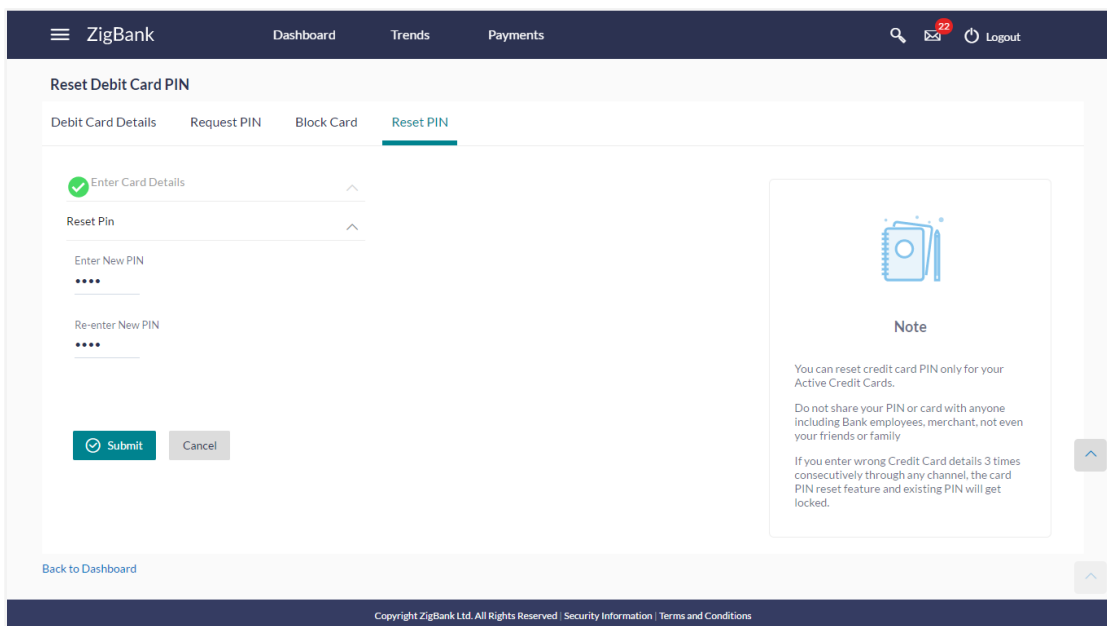 ZigBank Dashboard Trends Payments 22 Logout
Reset Debit Card PIN
Debit Card Details Request PIN Block Card Reset PIN
Enter Card Details
Reset Pin
Enter New PIN
••••
Re-enter New PIN
••••
Submit Cancel
Note
You can reset credit card PIN only for your
Active Credit Cards.
Do not share your PIN or card with anyone
including Bank employees, merchant, not even
your friends or family
If you enter wrong Credit Card details 3 times
consecutively through any channel, the card
PIN reset feature and existing PIN will get
locked.
Back to Dashboard
Copyright ZigBank Ltd. All Rights Reserved | Security Information | Terms and Conditions